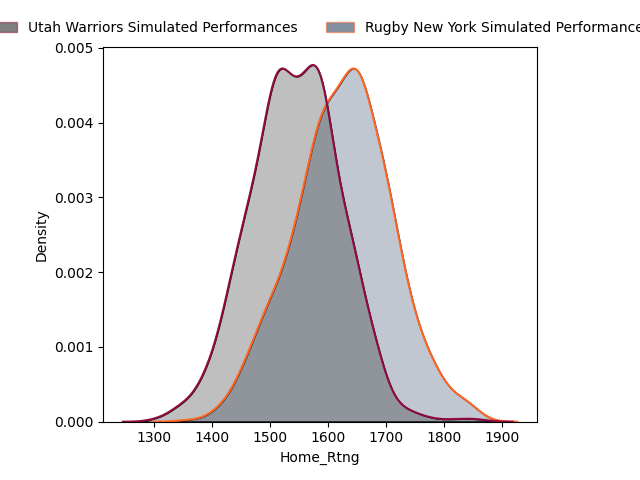 Utah Warriors Simulated Performances
Rugby New York Simulated Performance
0.005
0.004
0.003
0.002
0.001
0.000
Density
1300 1400 1500 1600 1700 1800 1900
Home_Rtng